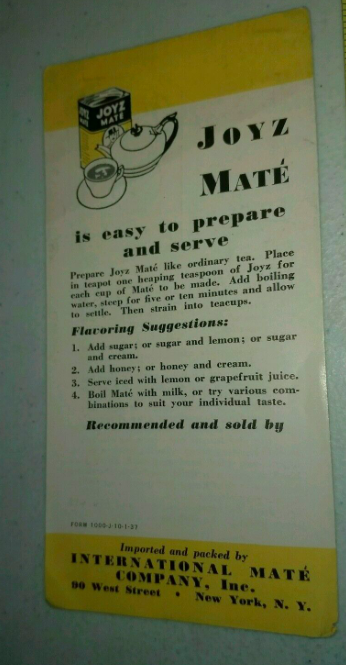 JOYZ
MATÉ
JOYZ
MATÉ
is easy to prepare
and serve
Prepare Joyz Maté like ordinary tea. Place
in teapot one heaping teaspoon of Joyz for
each cup of Maté to be made. Add boiling
water, steep for five or ten minutes and allow
to settle. Then strain into teacups.
Flavoring Suggestions:
1. Add sugar; or sugar and lemon; or sugar
and cream.
2. Add honey; or honey and cream.
3. Serve iced with lemon or grapefruit juice.
4. Boil Maté with milk, or try various com-
binations to suit your individual taste.
Recommended and sold by
FORM 1000-J-10-1-37
Imported and packed by
INTERNATIONAL MATÉ
COMPANY, Inc.
90 West Street • New York, N. Y.